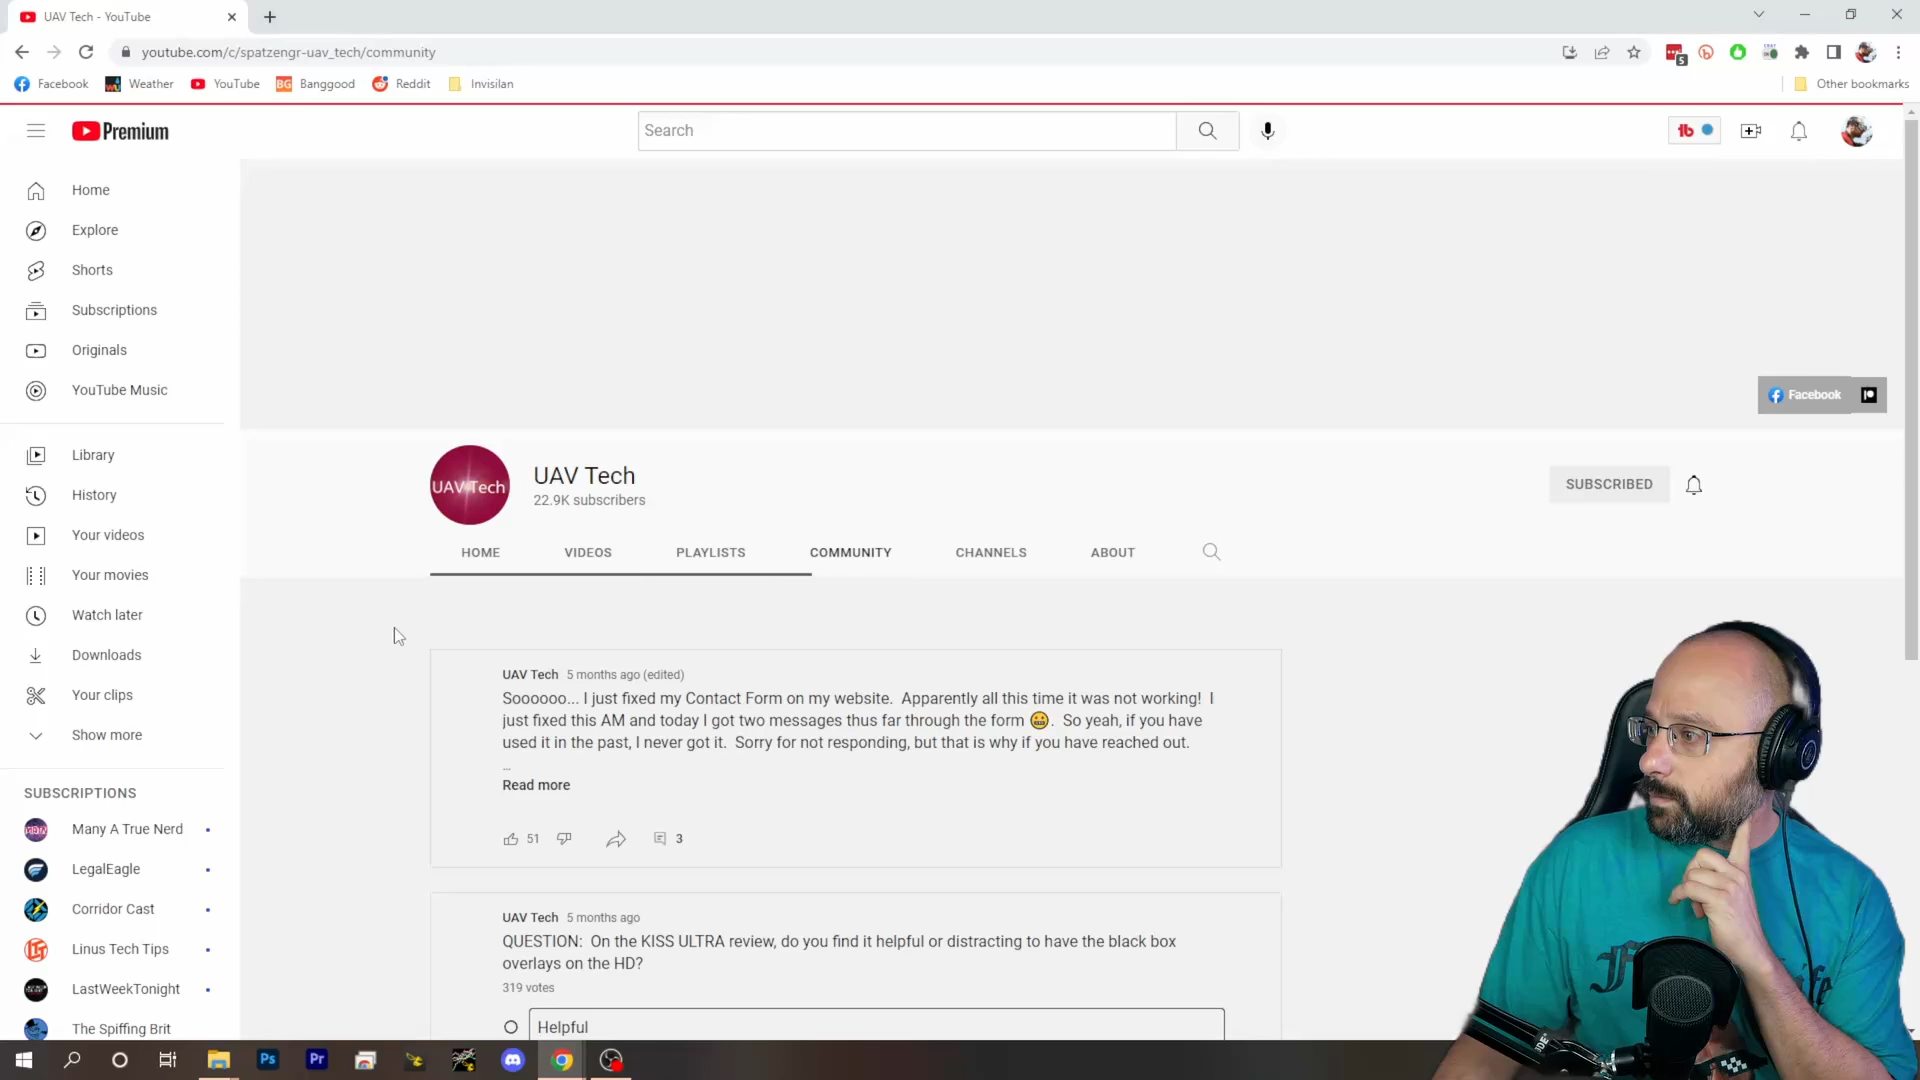 UAV Tech - YouTube
youtube.com/c/spatzengr-uav_tech/community
5
Facebook
Weather
YouTube
BG
Banggood
Reddit
Invisilan
Other bookmarks
Premium
Search
tb
Home
Explore
Shorts
Subscriptions
Originals
YouTube Music
Library
History
Your videos
Your movies
Watch later
Downloads
Your clips
Show more
SUBSCRIPTIONS
Many A True Nerd
LegalEagle
Corridor Cast
Linus Tech Tips
LastWeekTonight
The Spiffing Brit
Facebook
UAV Tech
UAV Tech
22.9K subscribers
SUBSCRIBED
HOME
VIDEOS
PLAYLISTS
COMMUNITY
CHANNELS
ABOUT
UAV Tech 5 months ago (edited)
Soooooo... I just fixed my Contact Form on my website.  Apparently all this time it was not working!  I
just fixed this AM and today I got two messages thus far through the form 😬.  So yeah, if you have
used it in the past, I never got it.  Sorry for not responding, but that is why if you have reached out.
...
Read more
51
3
UAV Tech 5 months ago
QUESTION:  On the KISS ULTRA review, do you find it helpful or distracting to have the black box
overlays on the HD?
319 votes
Helpful
Ps
Pr